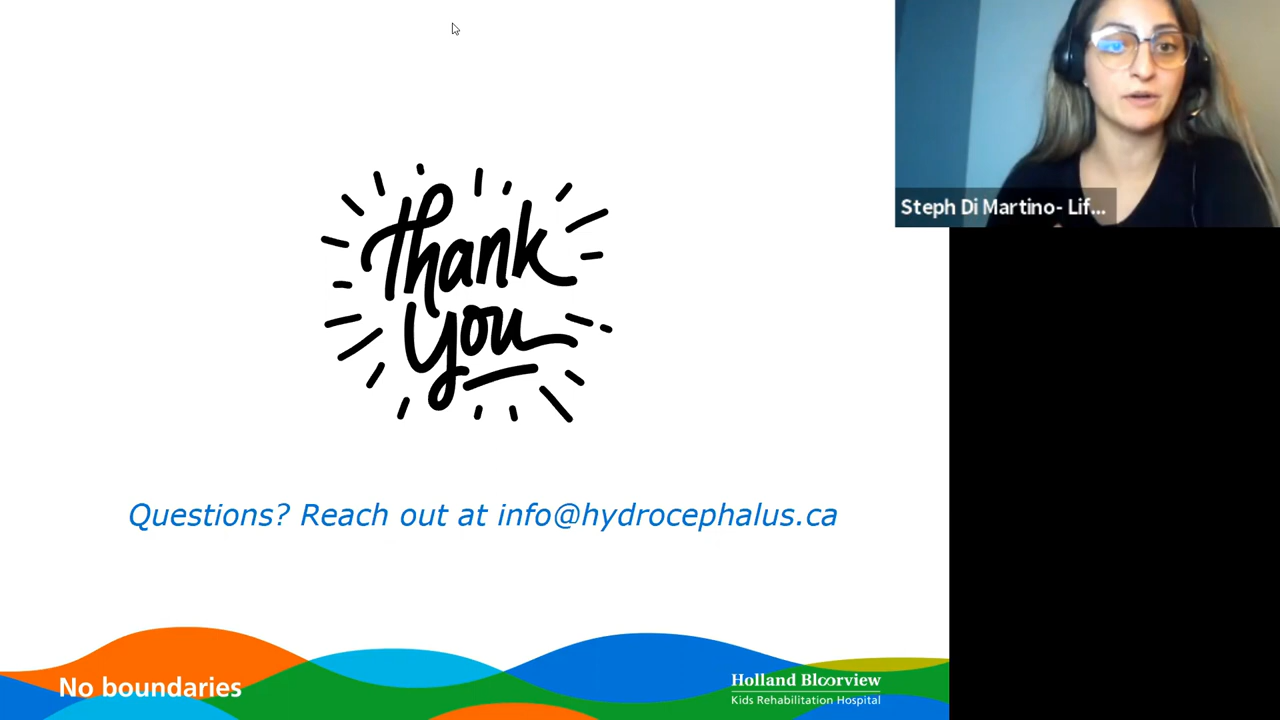 Steph Di Martino- Lif...
Thank
you
Questions? Reach out at info@hydrocephalus.ca
No boundaries
Holland Bloorview
Kids Rehabilitation Hospital